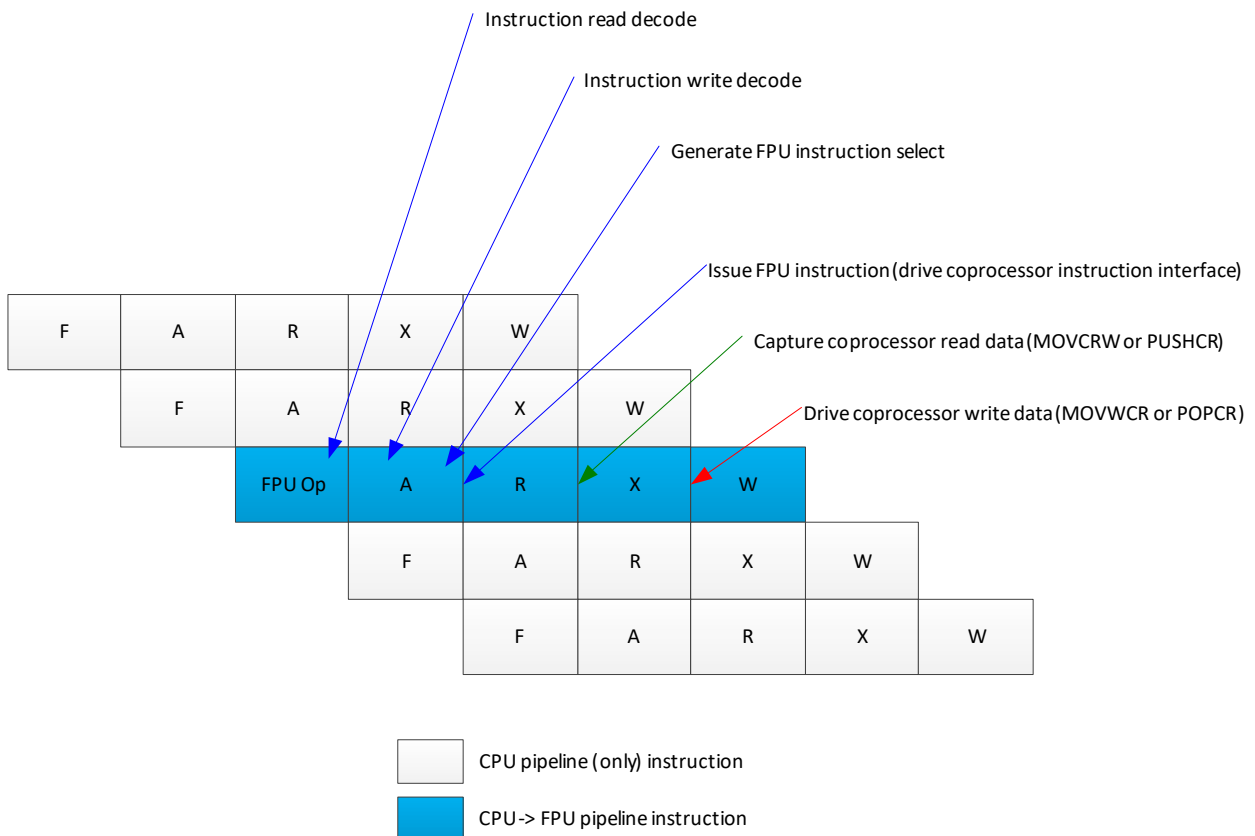 Instruction read decode
Instruction write decode
Generate FPU instruction select
Issue FPU instruction (drive coprocessor instruction interface)
F A R X W
Capture coprocessor read data (MOVCRW or PUSHCR)
F A R X W
Drive coprocessor write data (MOVWCR or POPCR)
FPU Op A R X W
F A R X W
F A R X W
CPU pipeline (only) instruction
CPU -> FPU pipeline instruction